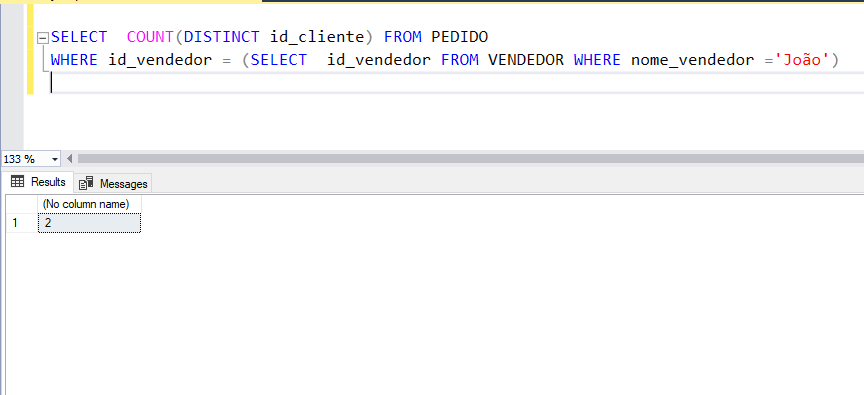 SELECT  COUNT(DISTINCT id_cliente) FROM PEDIDO
WHERE id_vendedor = (SELECT  id_vendedor FROM VENDEDOR WHERE nome_vendedor ='João')
133 %
Results Messages
(No column name)
1 2